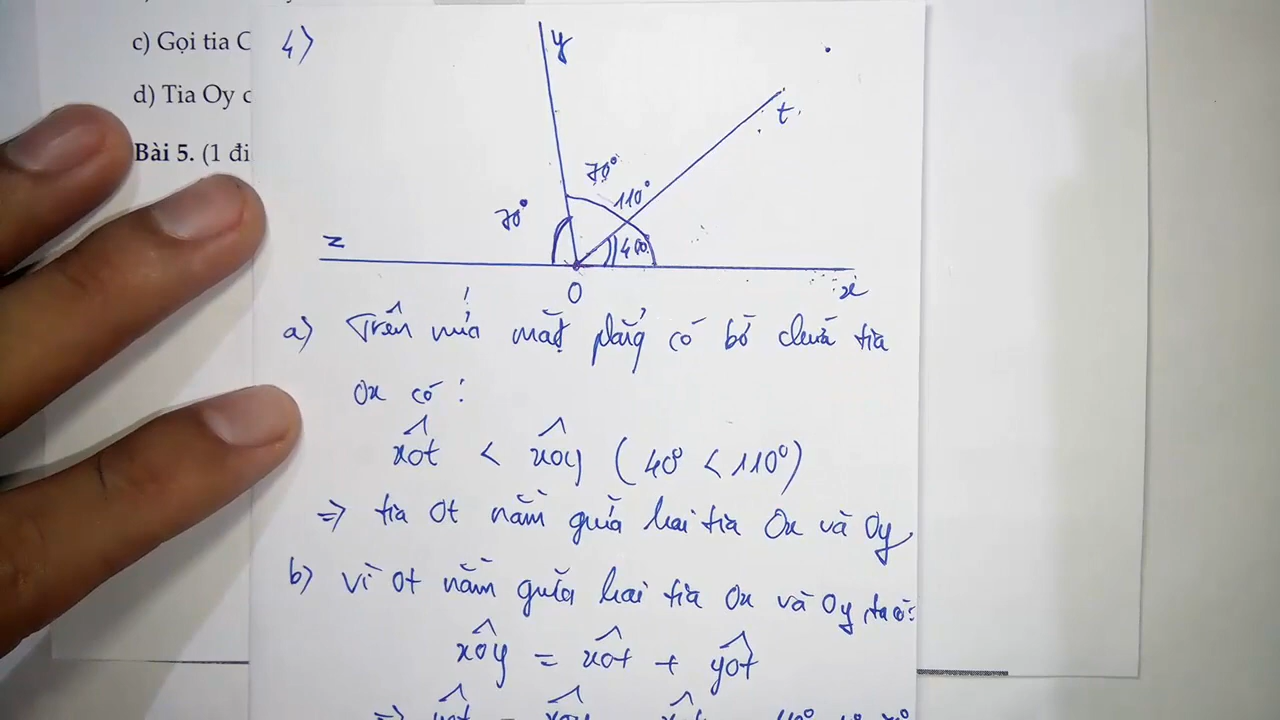 c) Gọi tia C
d) Tia Oy c
Bài 5. (1 đi
4)
y
t
70°
110°
70°
40°
z
O
x
a) Trên nửa mặt phẳng có bờ chứa tia
Ox có:
xOt < xOy (40° < 110°)
=> tia Ot nằm giữa hai tia Ox và Oy
b) Vì Ot nằm giữa hai tia Ox và Oy ta có:
xOy = xOt + yOt
=>